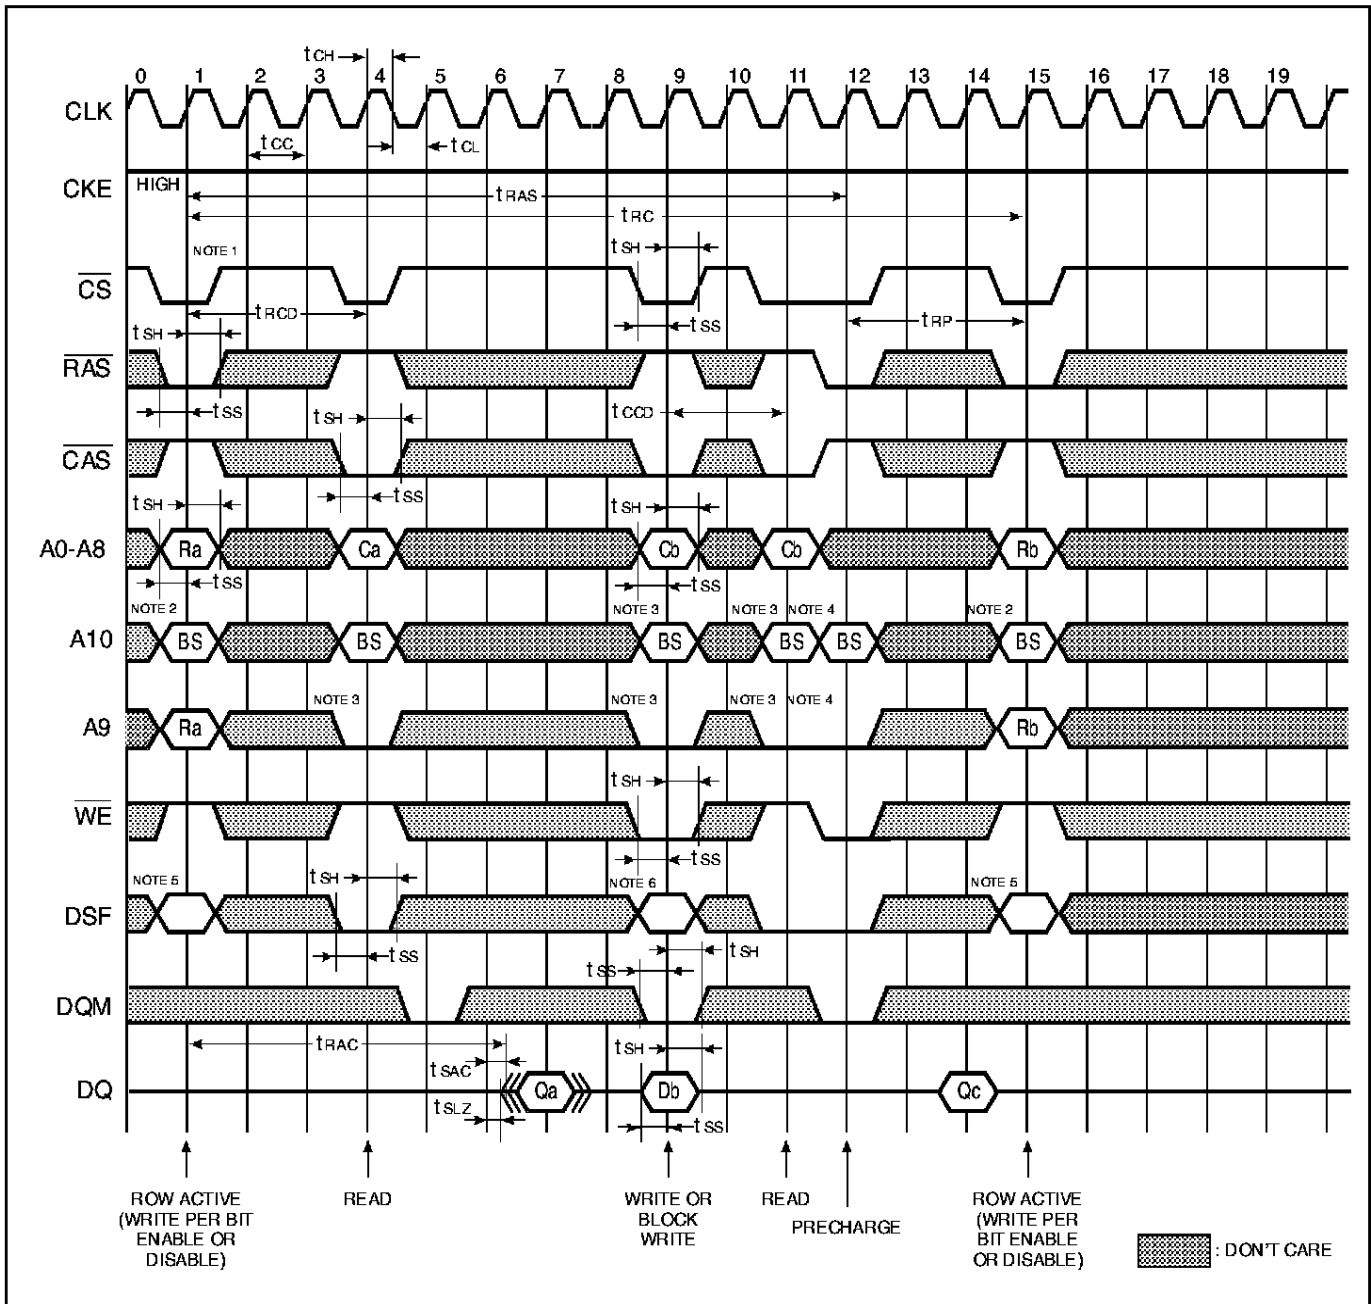 tCH
0 1 2 3 4 5 6 7 8 9 10 11 12 13 14 15 16 17 18 19
CLK
tCC
tCL
CKE
HIGH
tRAS
tRC
NOTE 1
tSH
CS
tRCD
tSS
tRP
tSH
RAS
tSS
tSH
tCCD
CAS
tSS
tSH
tSH
A0-A8
Ra
Ca
Cb
Cb
Rb
tSS
tSS
NOTE 2
NOTE 3
NOTE 3
NOTE 4
NOTE 2
A10
BS
BS
BS
BS
BS
BS
NOTE 3
NOTE 3
NOTE 3
NOTE 4
A9
Ra
Rb
tSH
WE
tSS
NOTE 5
tSH
NOTE 6
NOTE 5
DSF
tSS
tSS
tSH
DQM
tRAC
tSAC
tSH
DQ
Qa
Db
Qc
tSLZ
tSS
ROW ACTIVE
(WRITE PER BIT
ENABLE OR
DISABLE)
READ
WRITE OR
BLOCK
WRITE
READ
PRECHARGE
ROW ACTIVE
(WRITE PER
BIT ENABLE
OR DISABLE)
: DON'T CARE